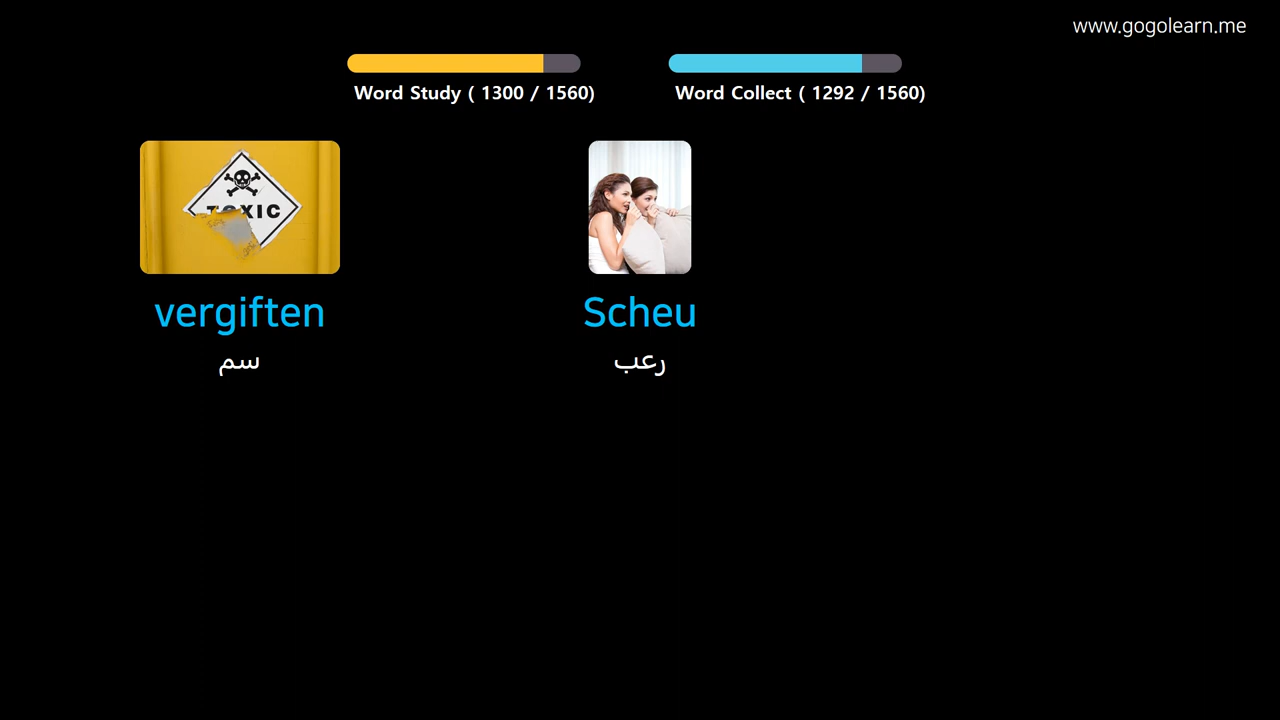 www.gogolearn.me
Word Study ( 1300 / 1560)
Word Collect ( 1292 / 1560)
TOXIC
vergiften
Scheu
سم
رعب